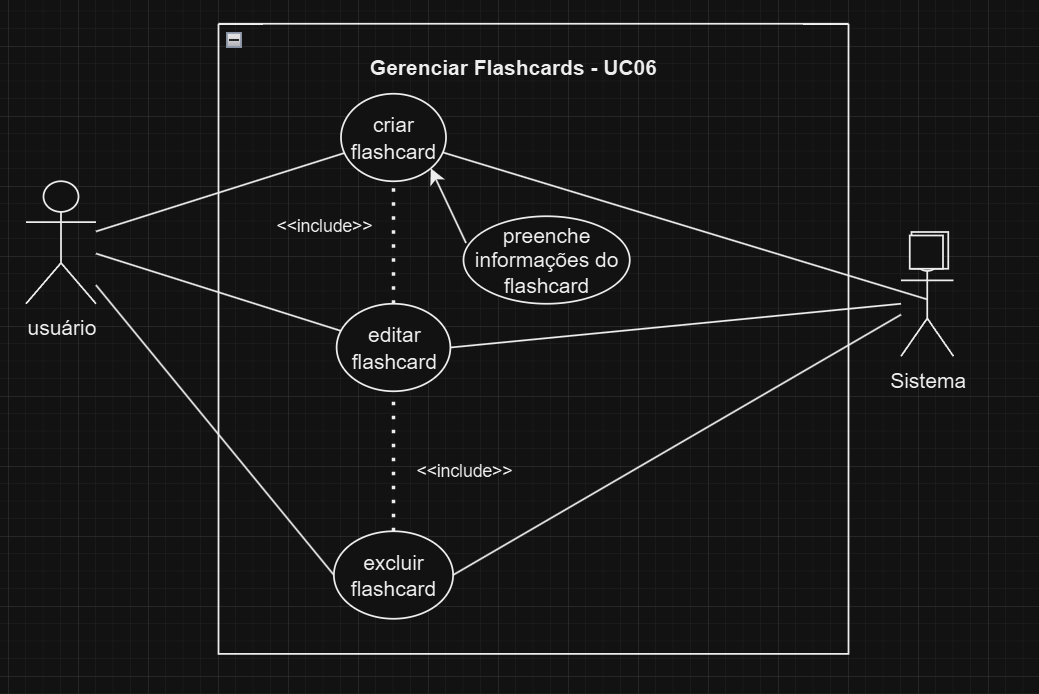 Gerenciar Flashcards - UC06
criar
flashcard
<<include>>
preenche
informações do
flashcard
usuário
editar
flashcard
Sistema
<<include>>
excluir
flashcard